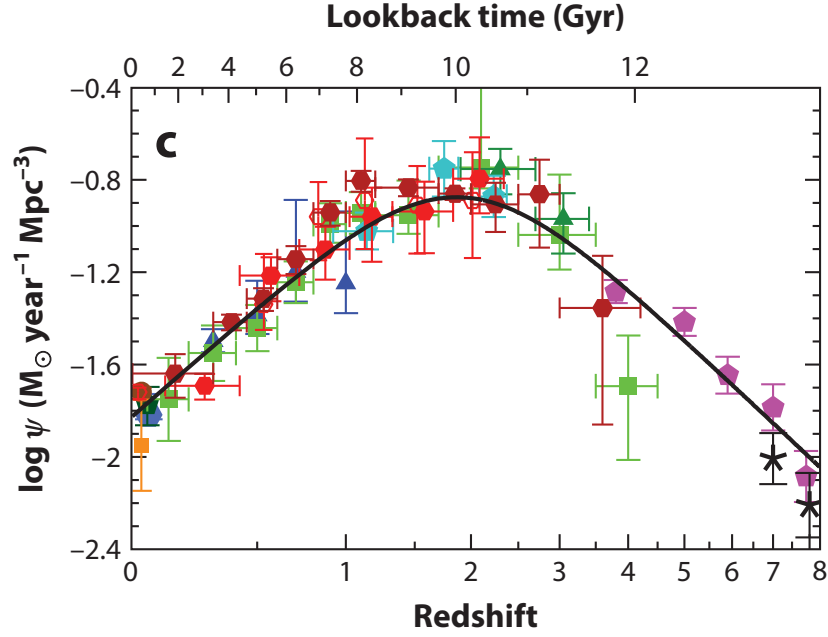 Lookback time (Gyr)
0 2 4 6 8 10 12
c
log ψ (M⊙ year−1 Mpc−3)
−0.4
−0.8
−1.2
−1.6
−2
−2.4
0 1 2 3 4 5 6 7 8
Redshift